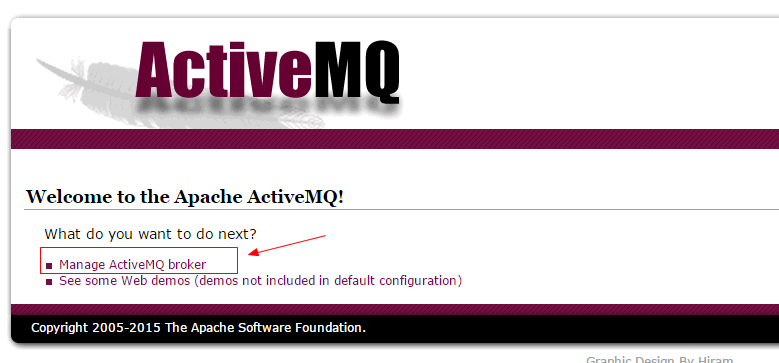 ActiveMQ
Welcome to the Apache ActiveMQ!
What do you want to do next?
Manage ActiveMQ broker
See some Web demos (demos not included in default configuration)
Copyright 2005-2015 The Apache Software Foundation.
Graphic Design By Hiram